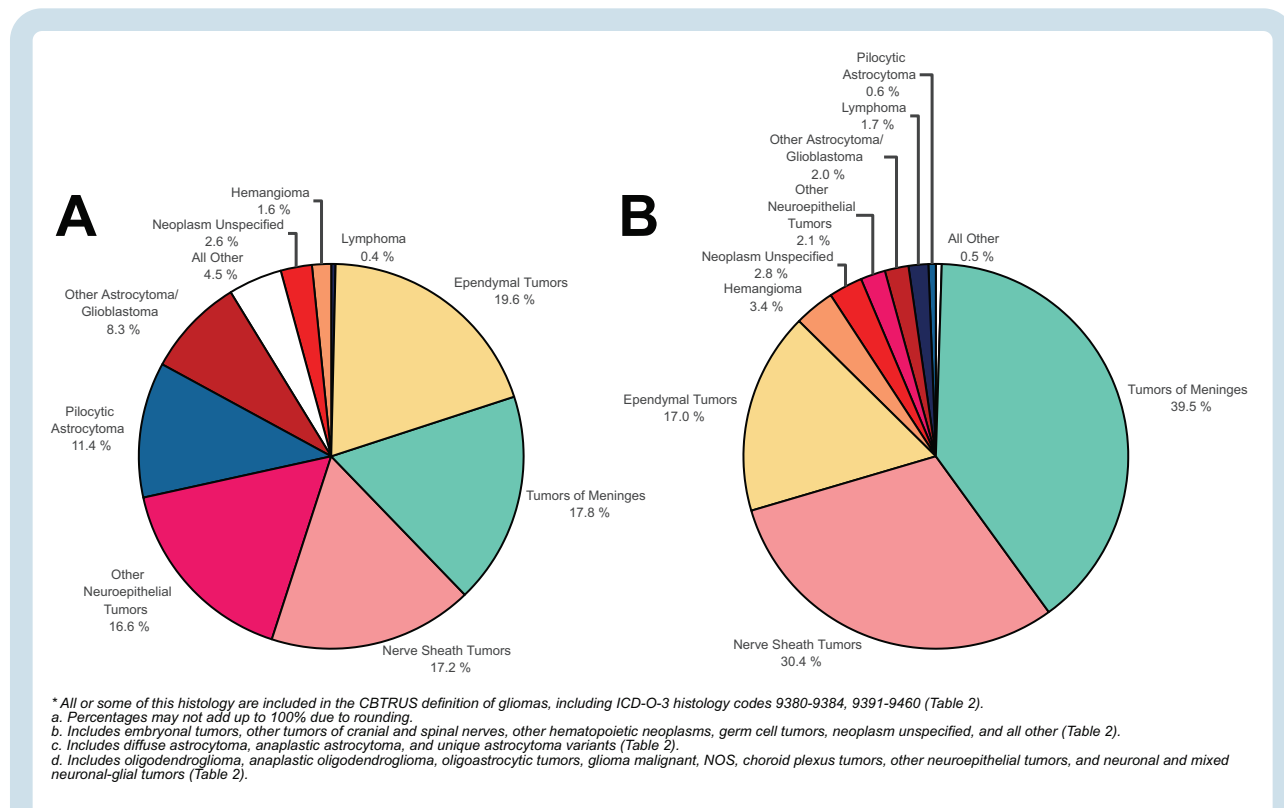 A
Hemangioma
1.6 %
Neoplasm Unspecified
2.6 %
All Other
4.5 %
Lymphoma
0.4 %
Other Astrocytoma/
Glioblastoma
8.3 %
Ependymal Tumors
19.6 %
Pilocytic
Astrocytoma
11.4 %
Tumors of Meninges
17.8 %
Other
Neuroepithelial
Tumors
16.6 %
Nerve Sheath Tumors
17.2 %
B
Pilocytic
Astrocytoma
0.6 %
Lymphoma
1.7 %
Other Astrocytoma/
Glioblastoma
2.0 %
Other
Neuroepithelial
Tumors
2.1 %
Neoplasm Unspecified
2.8 %
Hemangioma
3.4 %
All Other
0.5 %
Ependymal Tumors
17.0 %
Tumors of Meninges
39.5 %
Nerve Sheath Tumors
30.4 %
* All or some of this histology are included in the CBTRUS definition of gliomas, including ICD-O-3 histology codes 9380-9384, 9391-9460 (Table 2).
a. Percentages may not add up to 100% due to rounding.
b. Includes embryonal tumors, other tumors of cranial and spinal nerves, other hematopoietic neoplasms, germ cell tumors, neoplasm unspecified, and all other (Table 2).
c. Includes diffuse astrocytoma, anaplastic astrocytoma, and unique astrocytoma variants (Table 2).
d. Includes oligodendroglioma, anaplastic oligodendroglioma, oligoastrocytic tumors, glioma malignant, NOS, choroid plexus tumors, other neuroepithelial tumors, and neuronal and mixed
neuronal-glial tumors (Table 2).